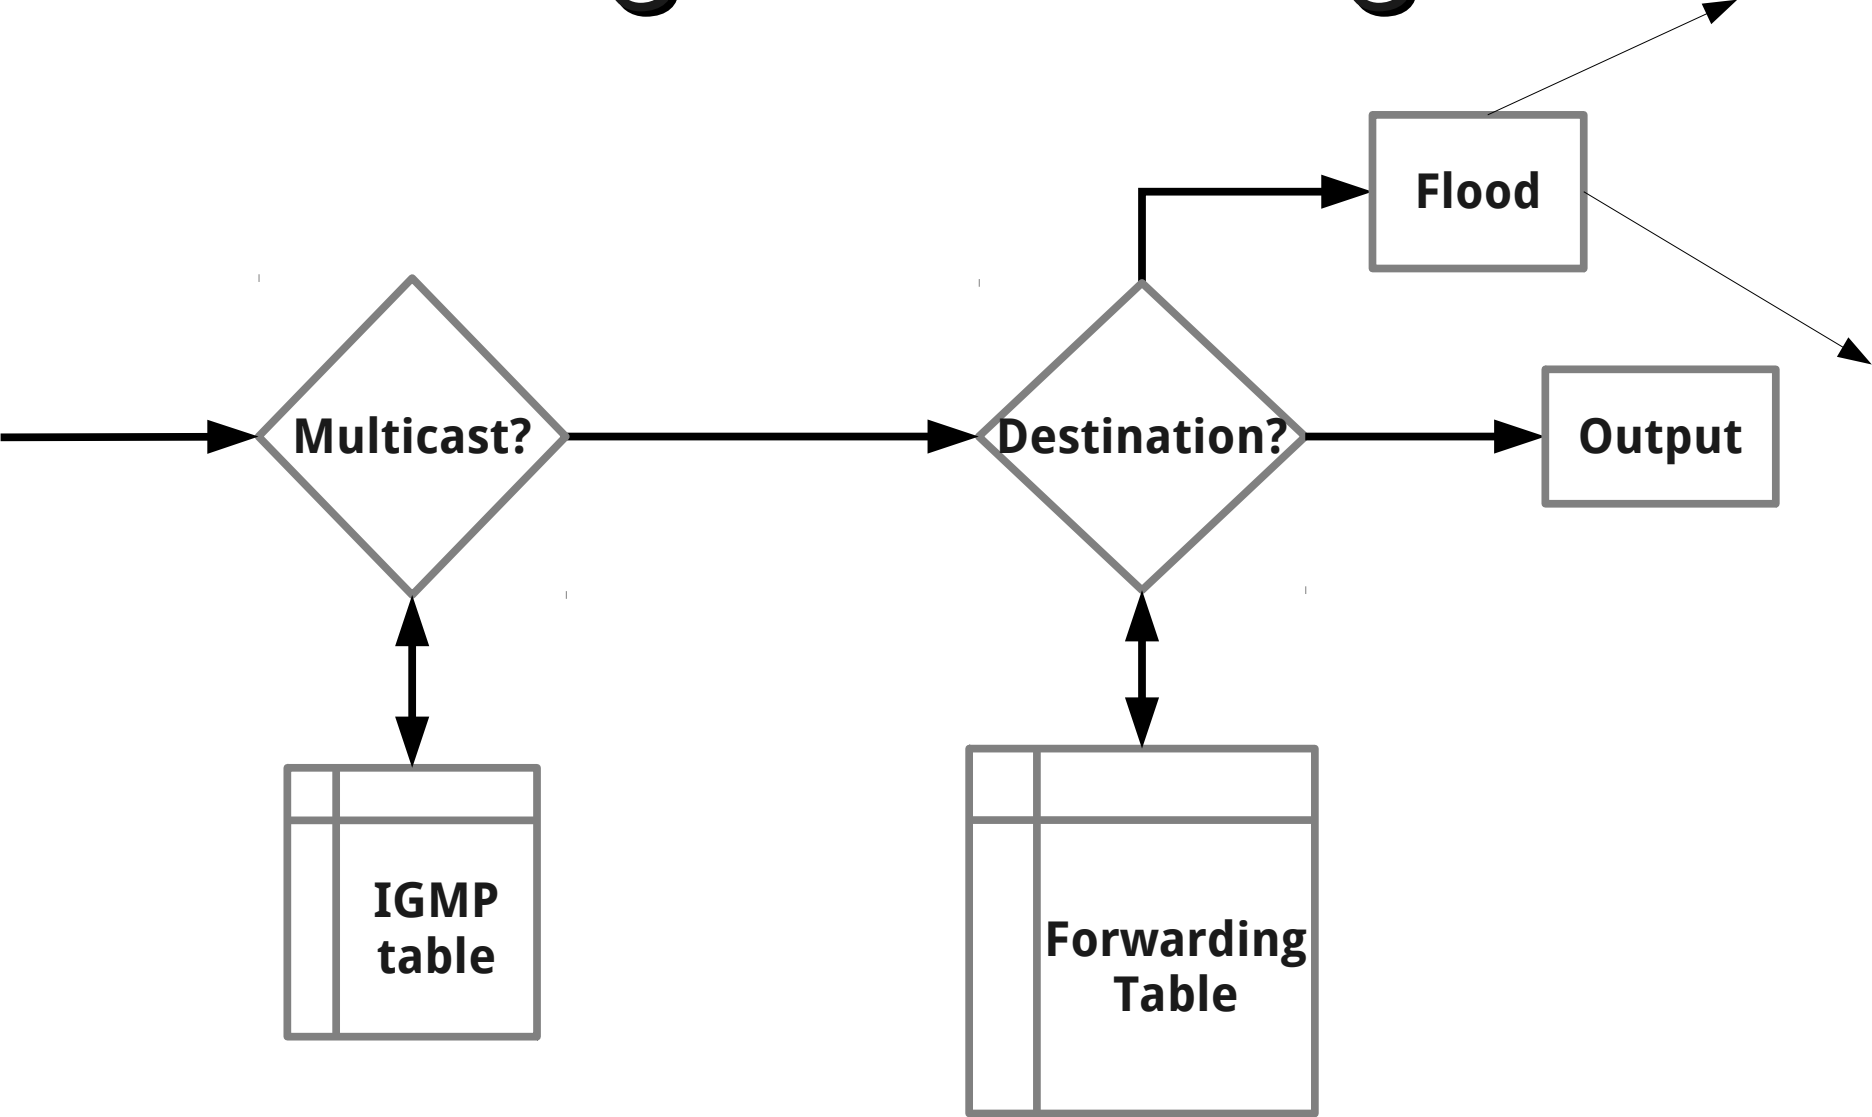 Flood
Multicast?
Destination?
Output
IGMP
table
Forwarding
Table